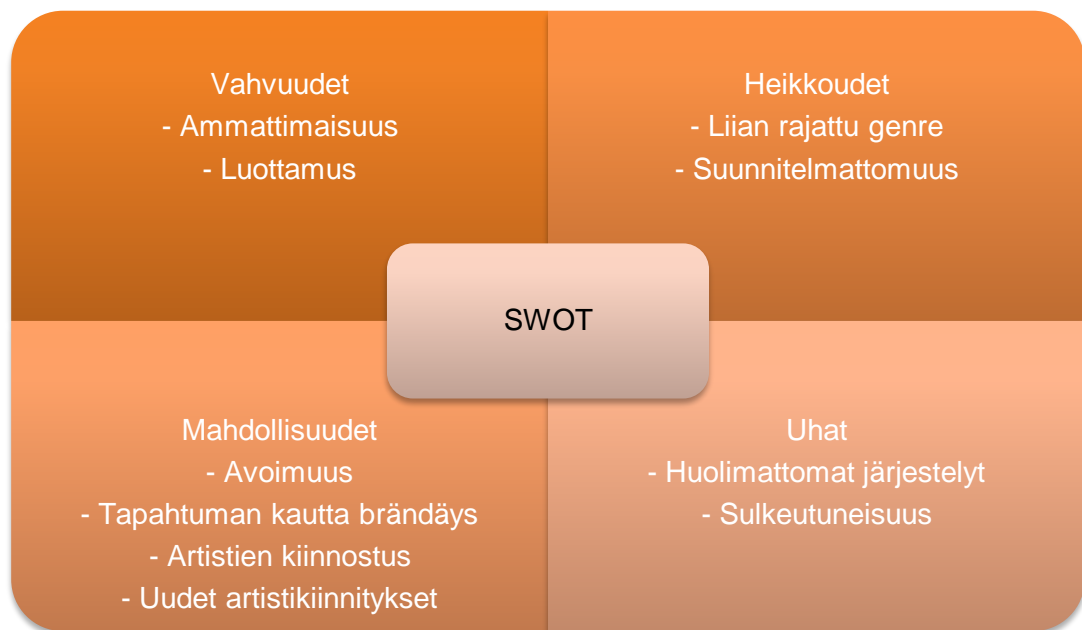 Vahvuudet
- Ammattimaisuus
- Luottamus
Heikkoudet
- Liian rajattu genre
- Suunnitelmattomuus
SWOT
Mahdollisuudet
- Avoimuus
- Tapahtuman kautta brändäys
- Artistien kiinnostus
- Uudet artistikiinnitykset
Uhat
- Huolimattomat järjestelyt
- Sulkeutuneisuus